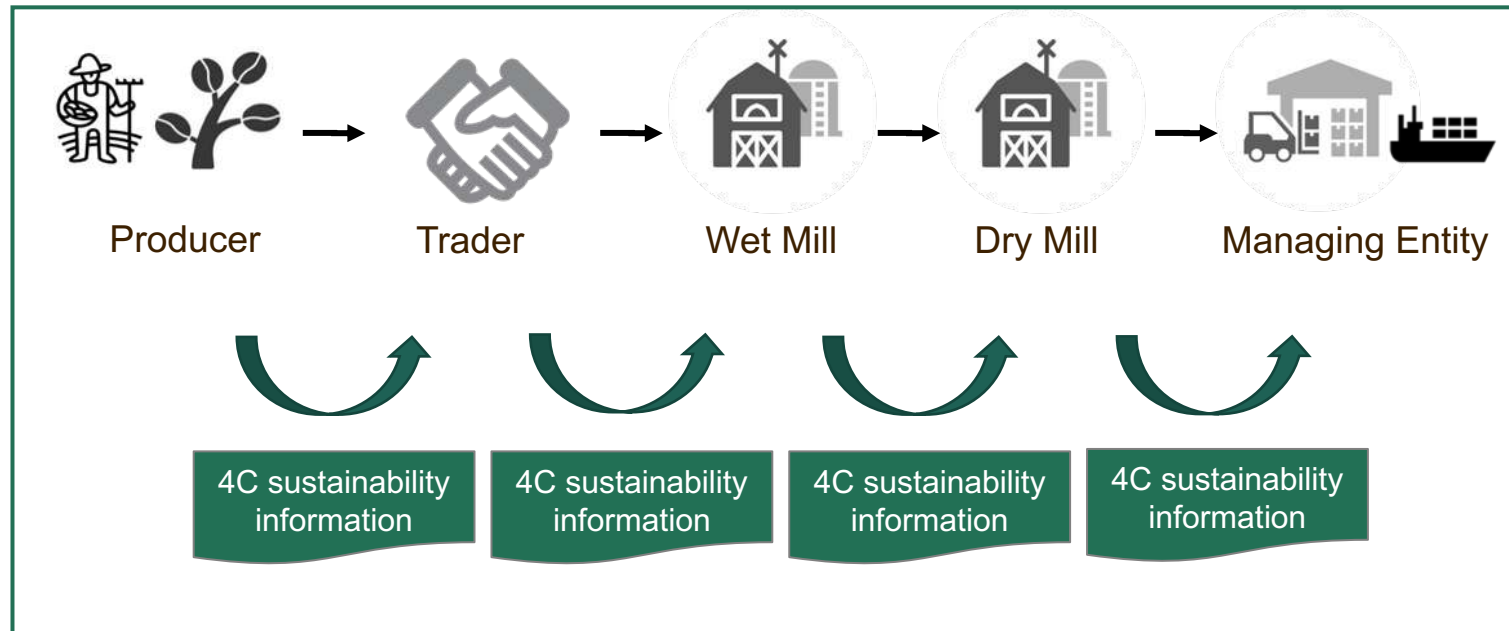 Producer
Trader
Wet Mill
Dry Mill
Managing Entity
4C sustainability
information
4C sustainability
information
4C sustainability
information
4C sustainability
information